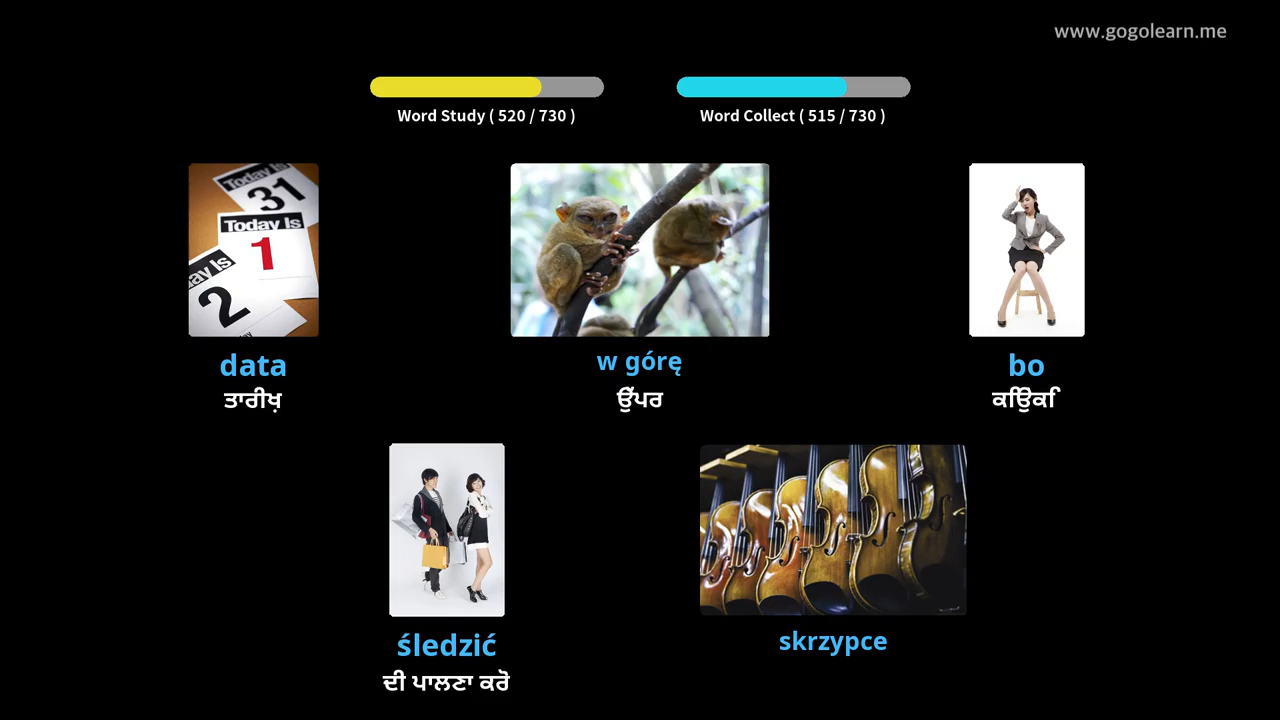 www.gogolearn.me
Word Study ( 520 / 730 )
Word Collect ( 515 / 730 )
Today Is
31
Today Is
1
ay Is
2
data
ਤਾਰੀਖ਼
w górę
ਉੱਪਰ
bo
ਕਿਉਂਕਿ
śledzić
ਦੀ ਪਾਲਣਾ ਕਰੋ
skrzypce